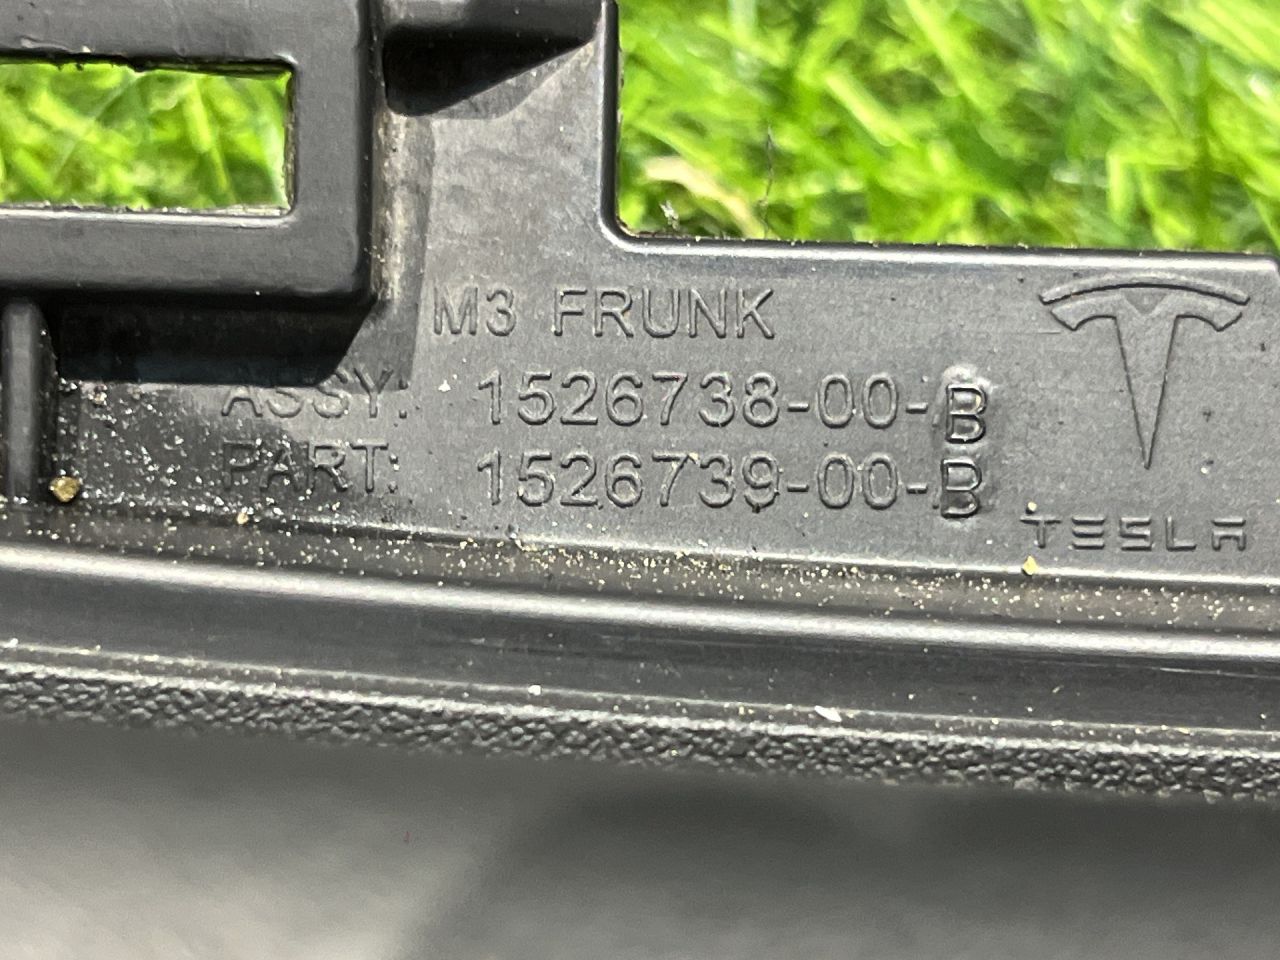 M3 FRUNK
ASSY: 1526738-00-B
PART: 1526739-00-B
TESLA